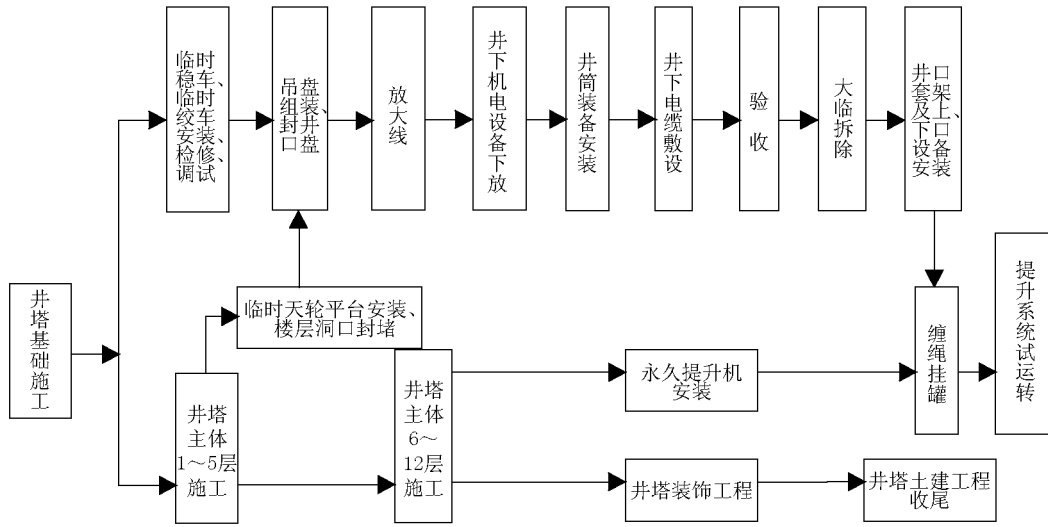 临时
稳车、
临时
绞车
安装、
检修、
调试
吊盘
组装、
封井
口盘
放大线
井下机电设备下放
井筒装备安装
井下电缆敷设
验收
大临拆除
井口
套架
及上、
下口
设备
安装
井塔基础施工
临时天轮平台安装、
楼层洞口封堵
井塔
主体
1～5层
施工
井塔
主体
6～
12层
施工
永久提升机
安装
缠绳挂罐
提升系统试运转
井塔装饰工程
井塔土建工程
收尾